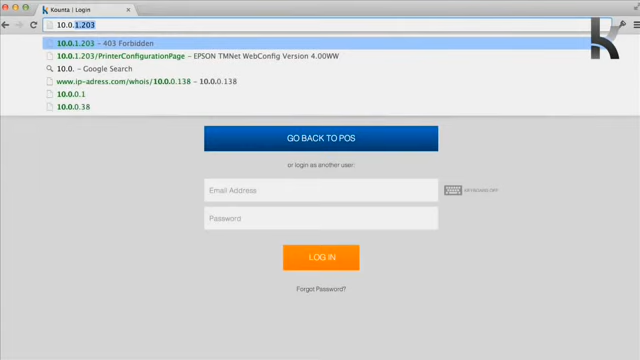 Kounta | Login
10.0.1.203
10.0.1.203 – 403 Forbidden
10.0.1.203/PrinterConfigurationPage – EPSON TMNet WebConfig Version 4.00WW
10.0. – Google Search
www.ip-adress.com/whois/10.0.0.138 – 10.0.0.138
10.0.0.1
10.0.0.38
GO BACK TO POS
or login as another user:
Email Address
KEYBOARD OFF
Password
LOG IN
Forgot Password?